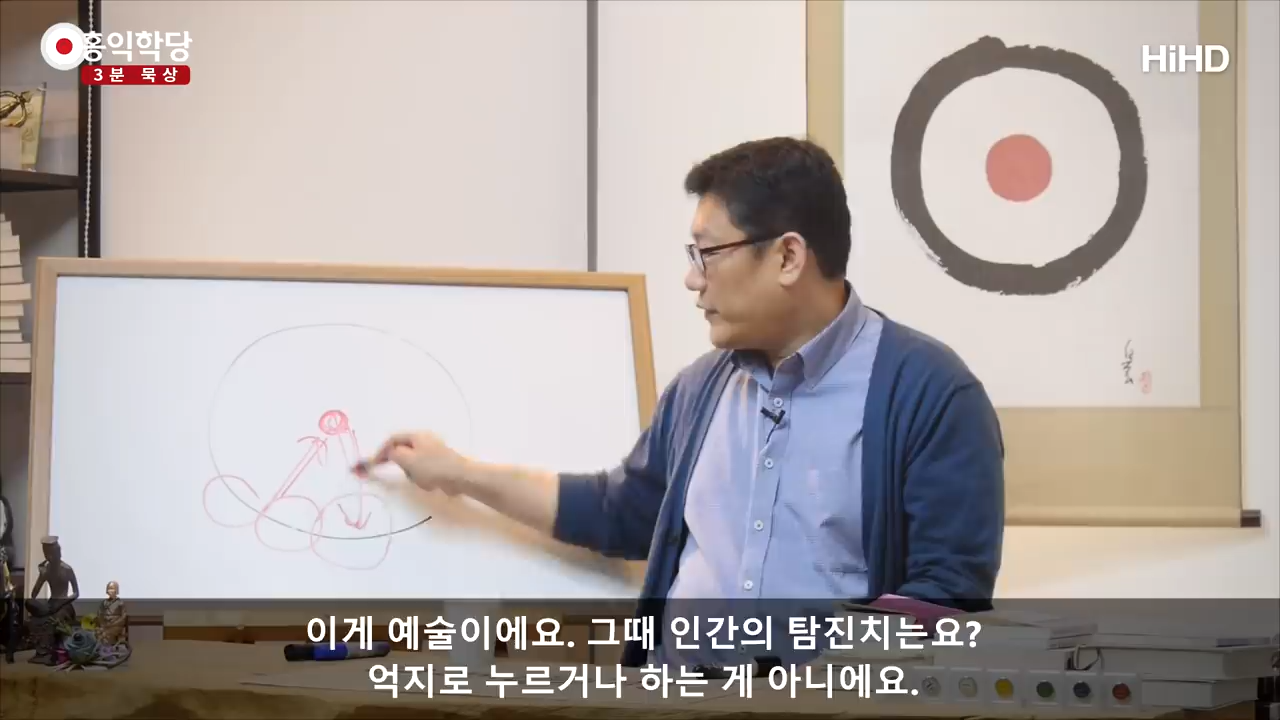 홍익학당
3분 묵상
HiHD
이게 예술이에요. 그때 인간의 탐진치는요?
억지로 누르거나 하는 게 아니에요.